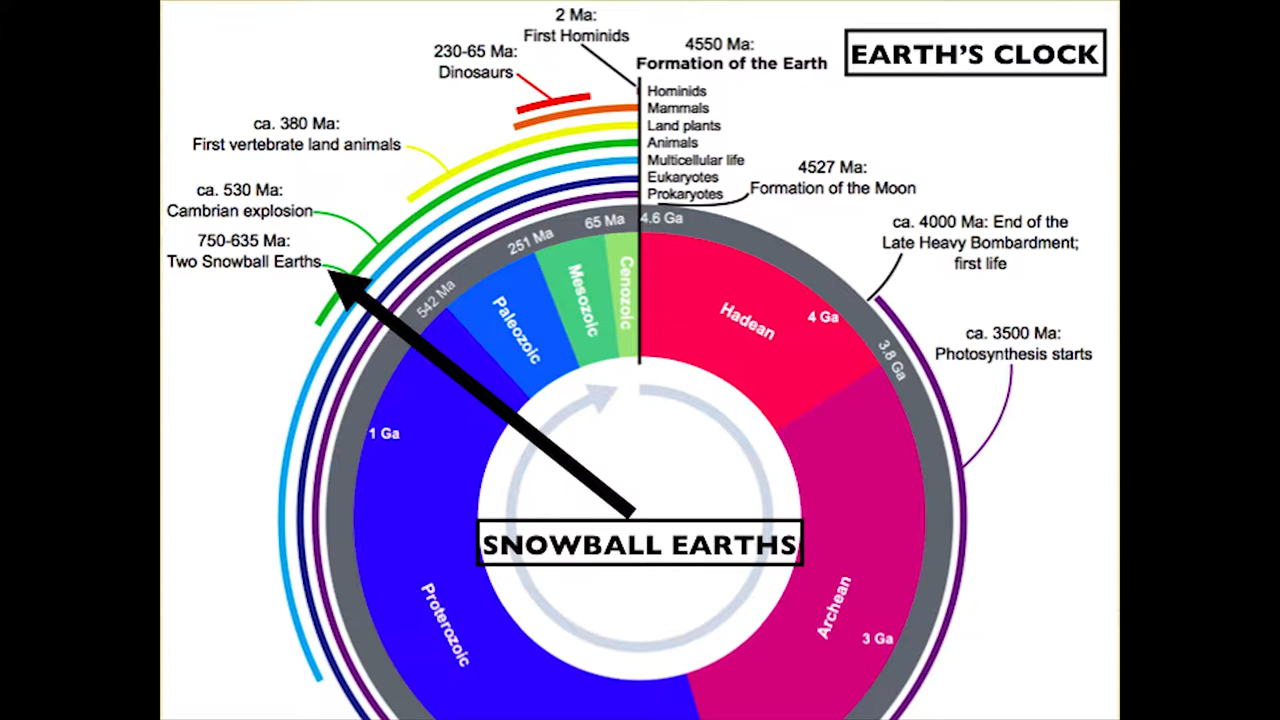 2 Ma:
First Hominids
EARTH'S CLOCK
230-65 Ma:
Dinosaurs
4550 Ma:
Formation of the Earth
Hominids
Mammals
Land plants
Animals
Multicellular life
Eukaryotes
Prokaryotes
ca. 380 Ma:
First vertebrate land animals
4527 Ma:
Formation of the Moon
ca. 530 Ma:
Cambrian explosion
750-635 Ma:
Two Snowball Earths
ca. 4000 Ma: End of the
Late Heavy Bombardment;
first life
ca. 3500 Ma:
Photosynthesis starts
4.6 Ga
65 Ma
251 Ma
542 Ma
3.8 Ga
Cenozoic
Mesozoic
Paleozoic
Hadean
4 Ga
1 Ga
SNOWBALL EARTHS
Proterozoic
Archean
3 Ga